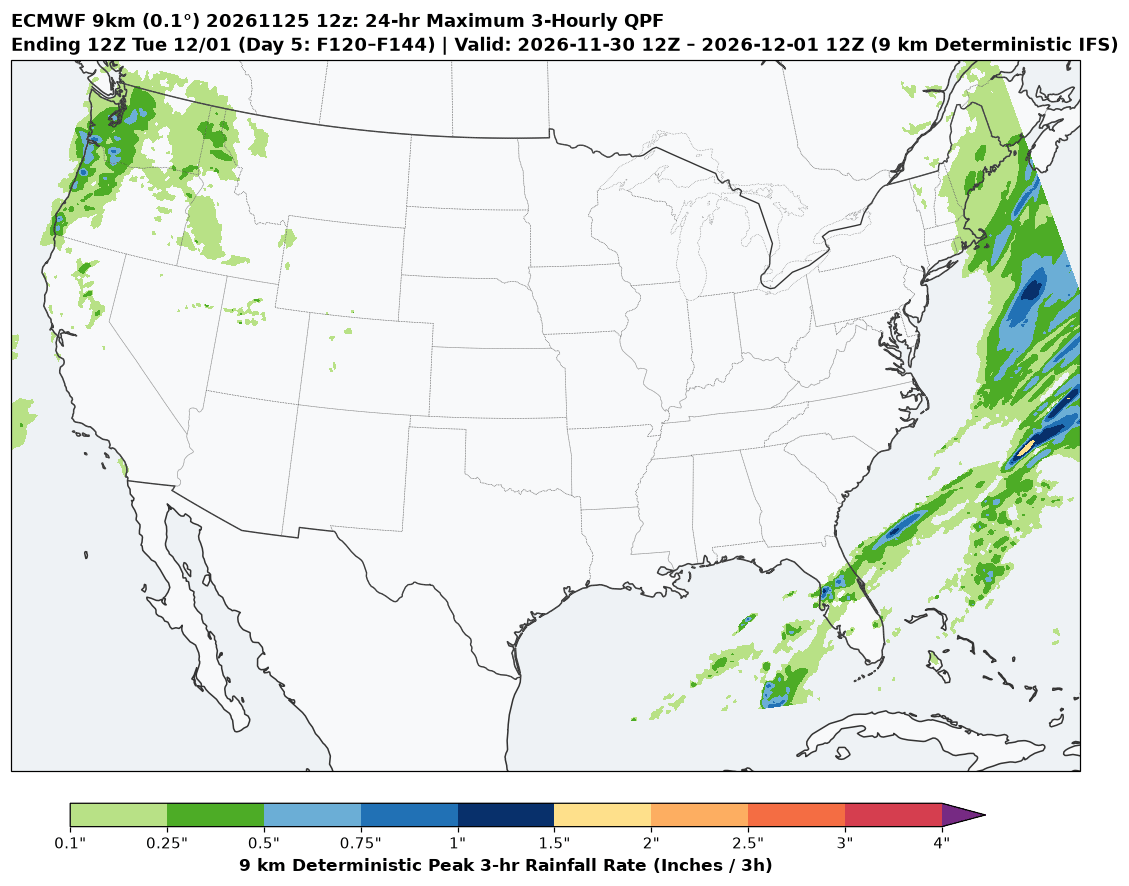 ECMWF 9km (0.1°) 20261125 12z: 24-hr Maximum 3-Hourly QPF
Ending 12Z Tue 12/01 (Day 5: F120–F144) | Valid: 2026-11-30 12Z – 2026-12-01 12Z (9 km Deterministic IFS)
0.1" 0.25" 0.5" 0.75" 1" 1.5" 2" 2.5" 3" 4"
9 km Deterministic Peak 3-hr Rainfall Rate (Inches / 3h)